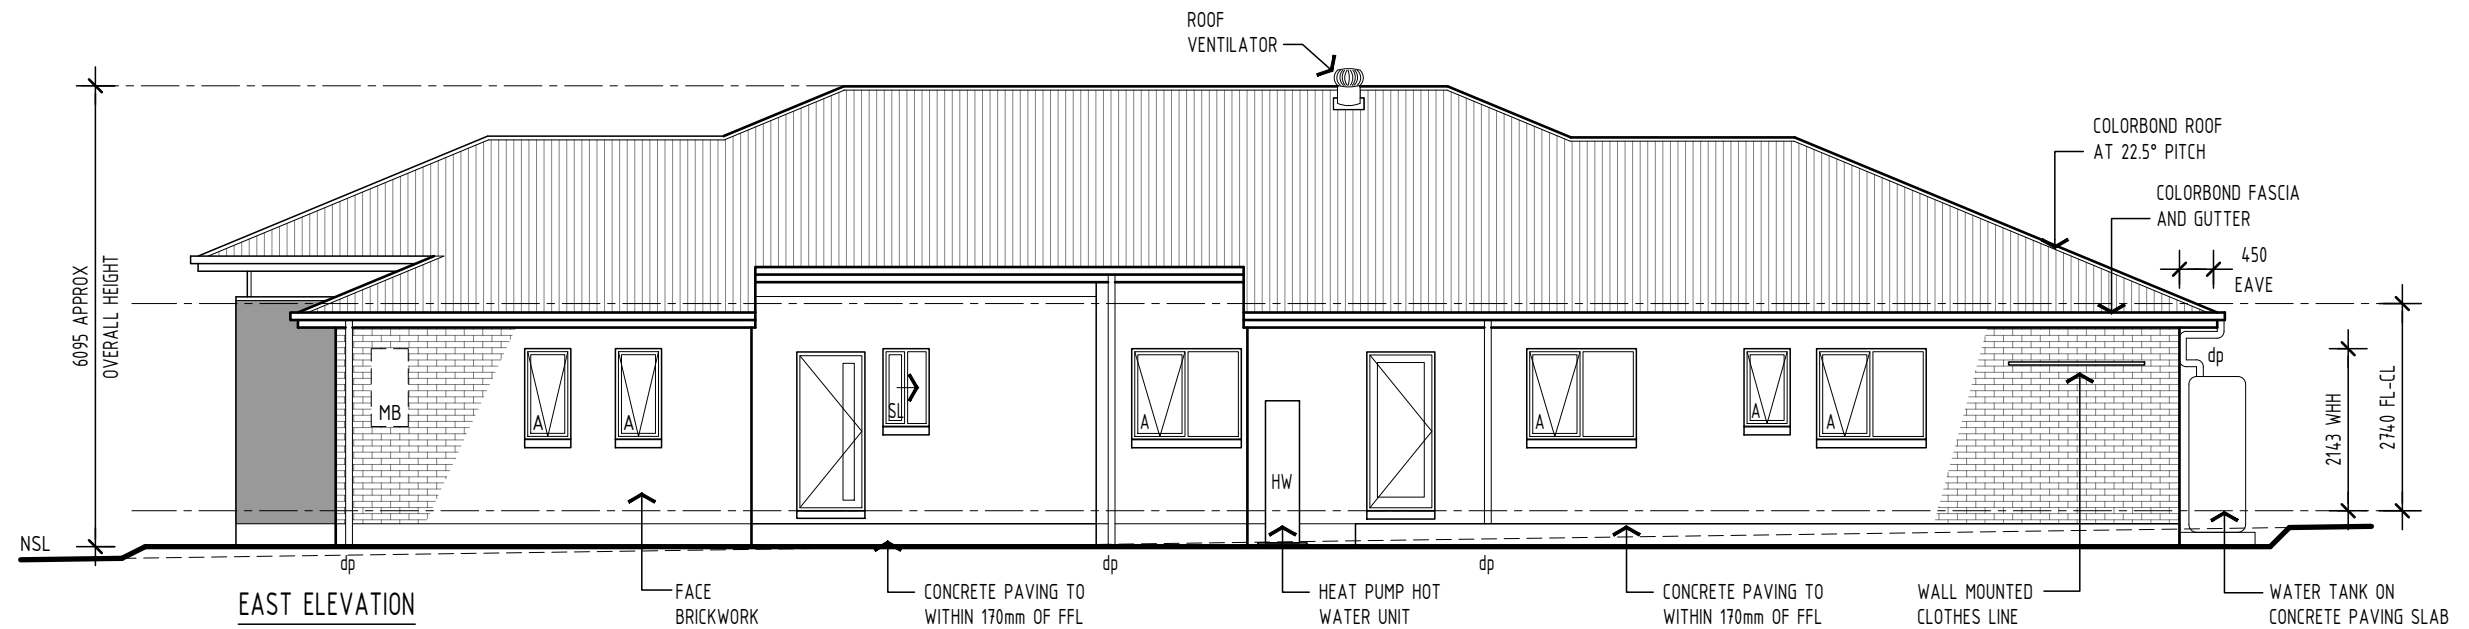 ROOF
VENTILATOR
COLORBOND ROOF
AT 22.5° PITCH
COLORBOND FASCIA
AND GUTTER
450
EAVE
6095 APPROX
OVERALL HEIGHT
MB
A
A
SL
A
HW
A
A
A
dp
2143 WHH
2740 FL-CL
NSL
dp
dp
dp
EAST ELEVATION
FACE
BRICKWORK
CONCRETE PAVING TO
WITHIN 170mm OF FFL
HEAT PUMP HOT
WATER UNIT
CONCRETE PAVING TO
WITHIN 170mm OF FFL
WALL MOUNTED
CLOTHES LINE
WATER TANK ON
CONCRETE PAVING SLAB